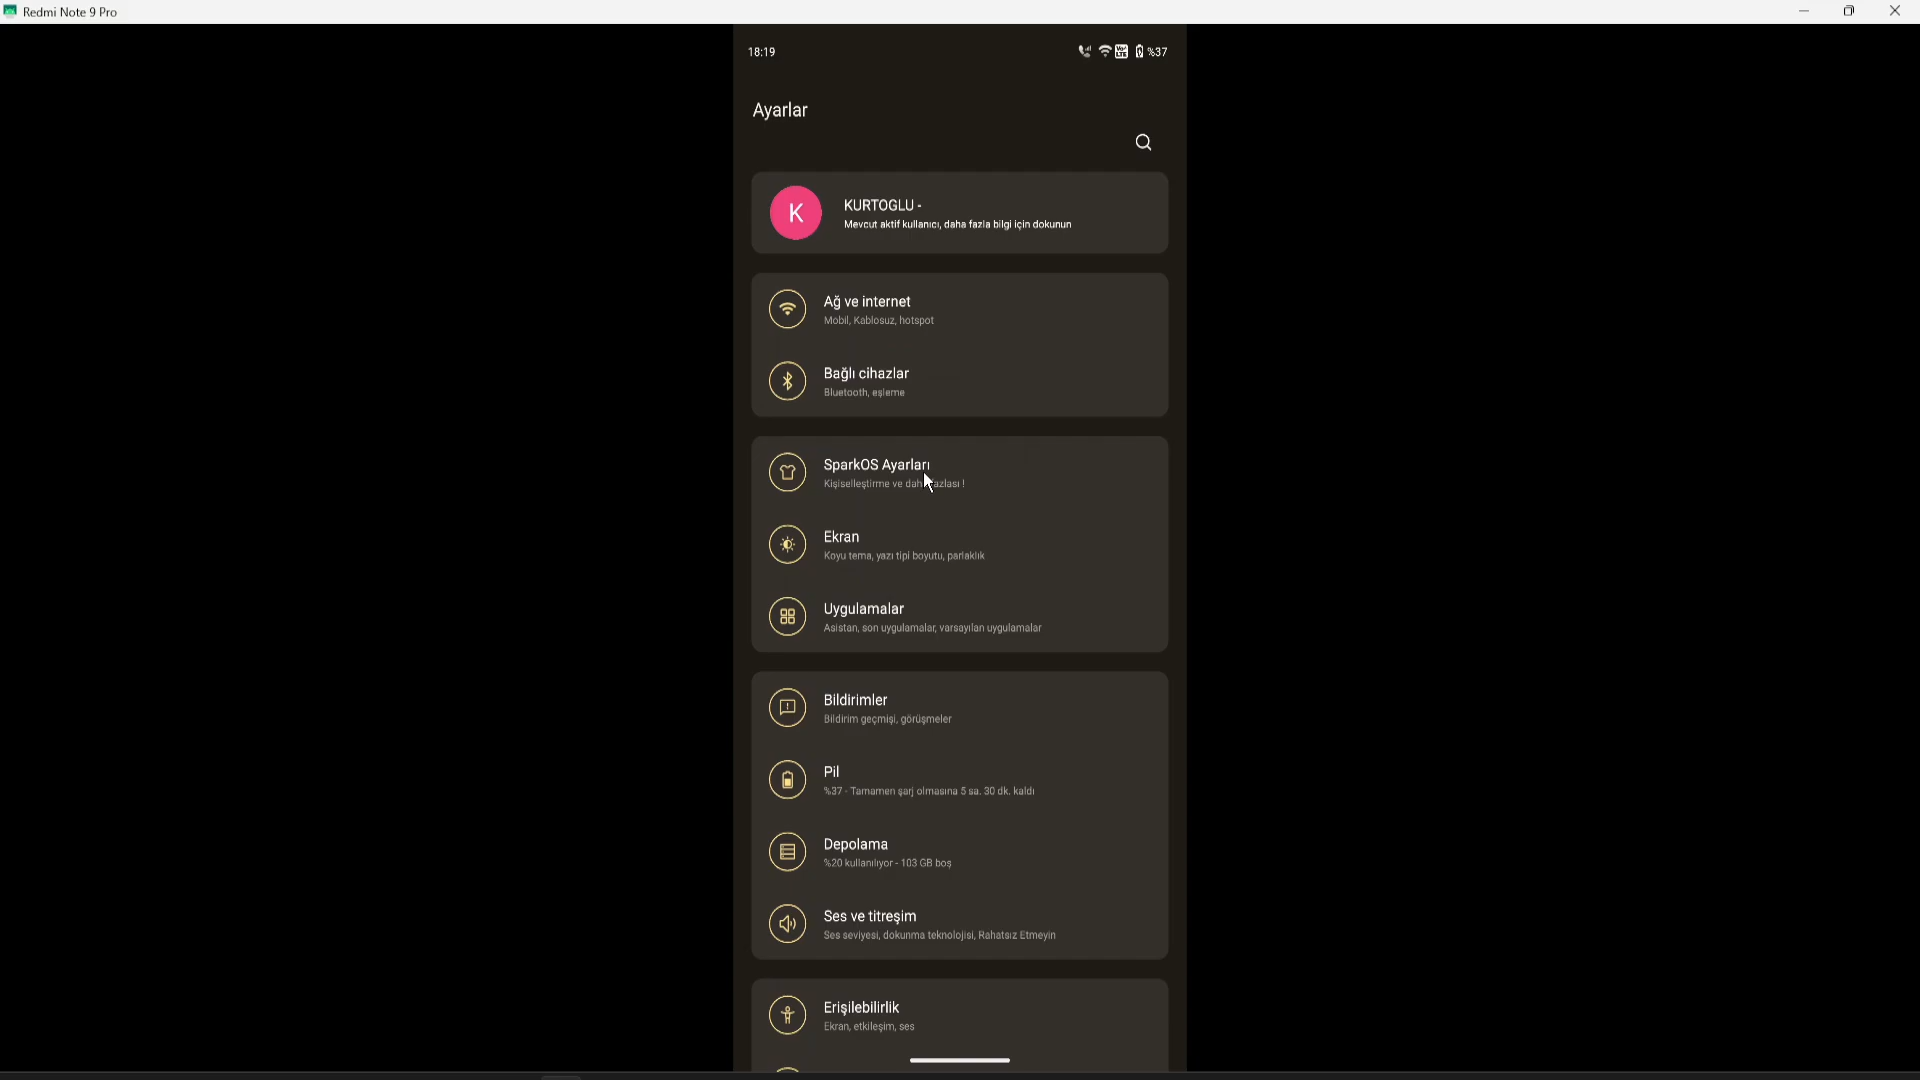 Redmi Note 9 Pro
18:19
%37
Ayarlar
K
KURTOGLU -
Mevcut aktif kullanıcı, daha fazla bilgi için dokunun
Ağ ve internet
Mobil, Kablosuz, hotspot
Bağlı cihazlar
Bluetooth, eşleme
SparkOS Ayarları
Kişiselleştirme ve daha fazlası !
Ekran
Koyu tema, yazı tipi boyutu, parlaklık
Uygulamalar
Asistan, son uygulamalar, varsayılan uygulamalar
Bildirimler
Bildirim geçmişi, görüşmeler
Pil
%37 - Tamamen şarj olmasına 5 sa. 30 dk. kaldı
Depolama
%20 kullanılıyor - 103 GB boş
Ses ve titreşim
Ses seviyesi, dokunma teknolojisi, Rahatsız Etmeyin
Erişilebilirlik
Ekran, etkileşim, ses